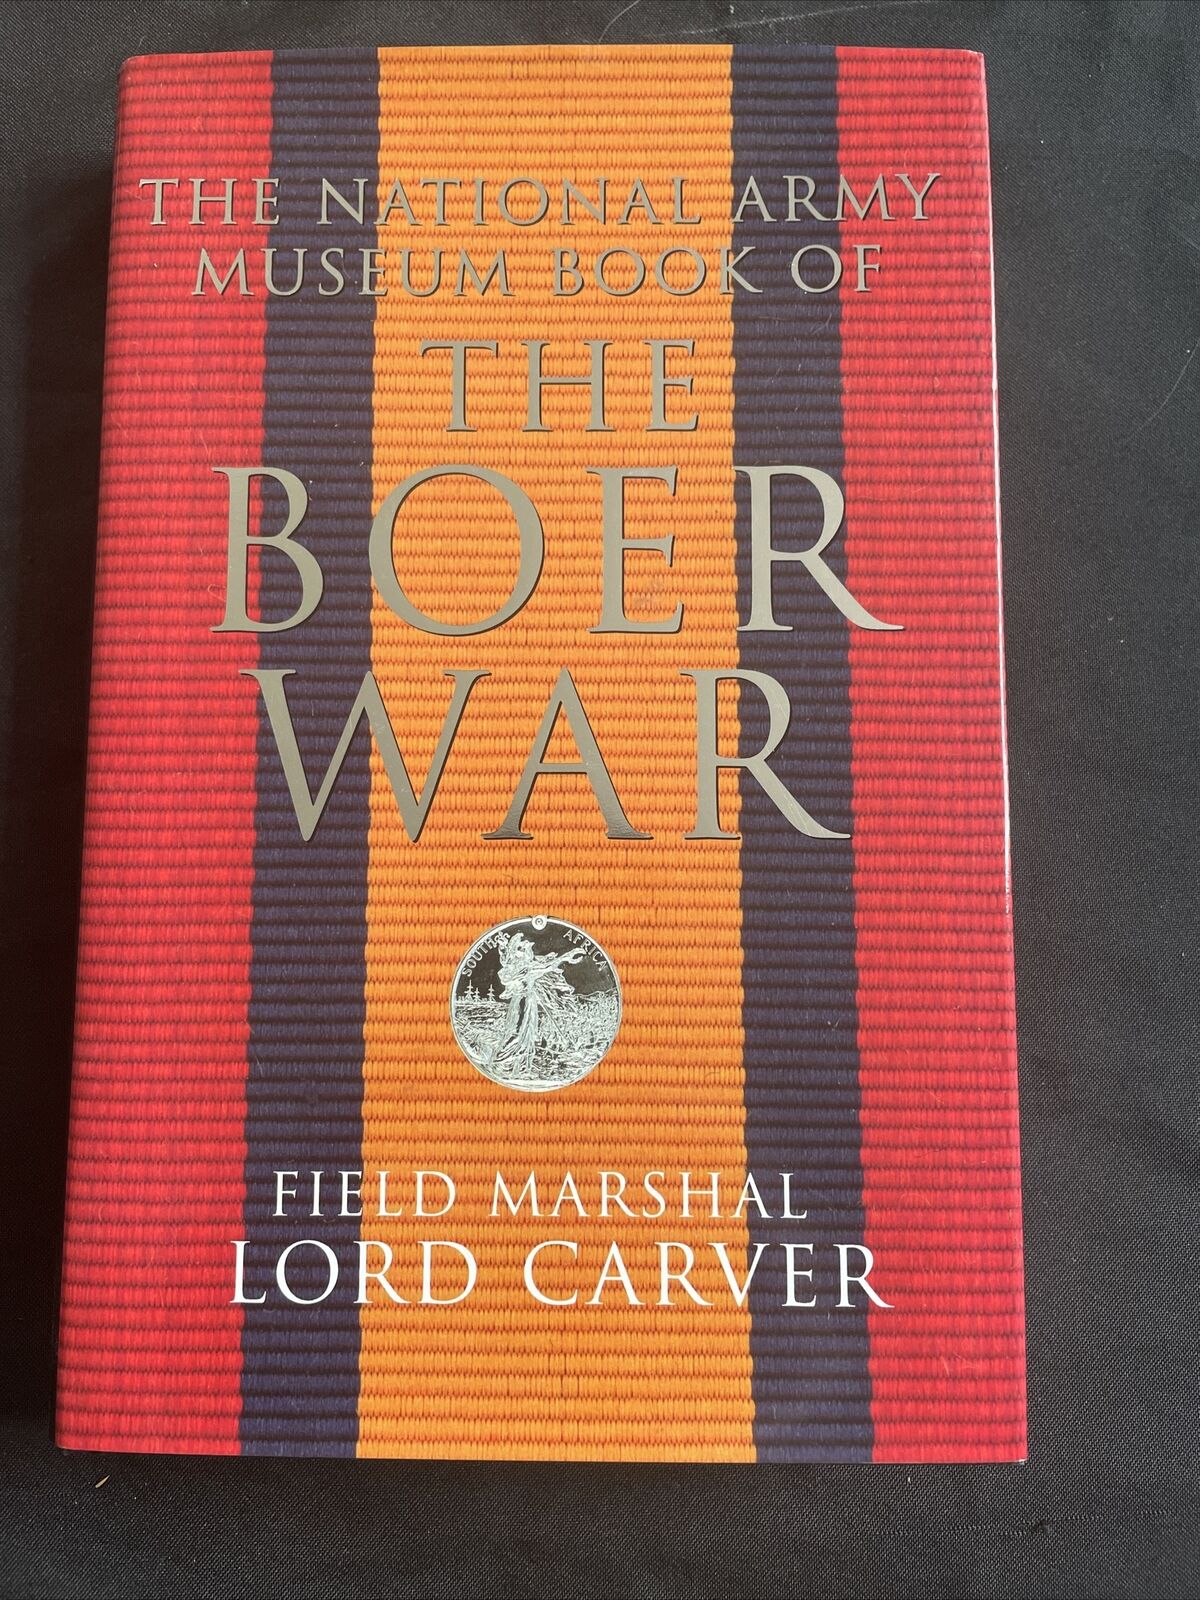 THE NATIONAL ARMY
MUSEUM BOOK OF
THE
BOER
WAR
SOUTH AFRICA
FIELD MARSHAL
LORD CARVER